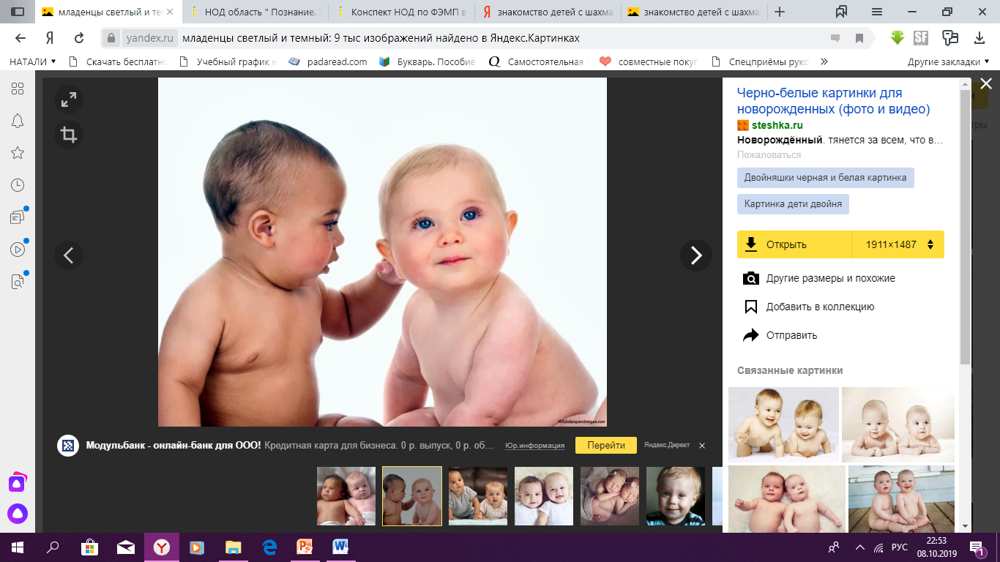 младенцы светлый и те
НОД область " Познание. Т
Конспект НОД по ФЭМП в
знакомство детей с шахма
знакомство детей с шахма
yandex.ru младенцы светлый и темный: 9 тыс изображений найдено в Яндекс.Картинках
НАТАЛИ
Скачать бесплатн
Учебный график н
padaread.com
Букварь. Пособие
Самостоятельная
совместные покуп
Спецприёмы рукс
Другие закладки
Черно-белые картинки для
новорожденных (фото и видео)
steshka.ru
Новорождённый. тянется за всем, что в...
Пожаловаться
Двойняшки черная и белая картинка
Картинка дети двойня
Открыть 1911×1487
Другие размеры и похожие
Добавить в коллекцию
Отправить
Связанные картинки
HDWallpapersImages.com
Модульбанк - онлайн-банк для ООО! Кредитная карта для бизнеса. 0 р. выпуск, 0 р. об... Юр.информация Перейти Яндекс.Директ
РУС
22:53
08.10.2019
1